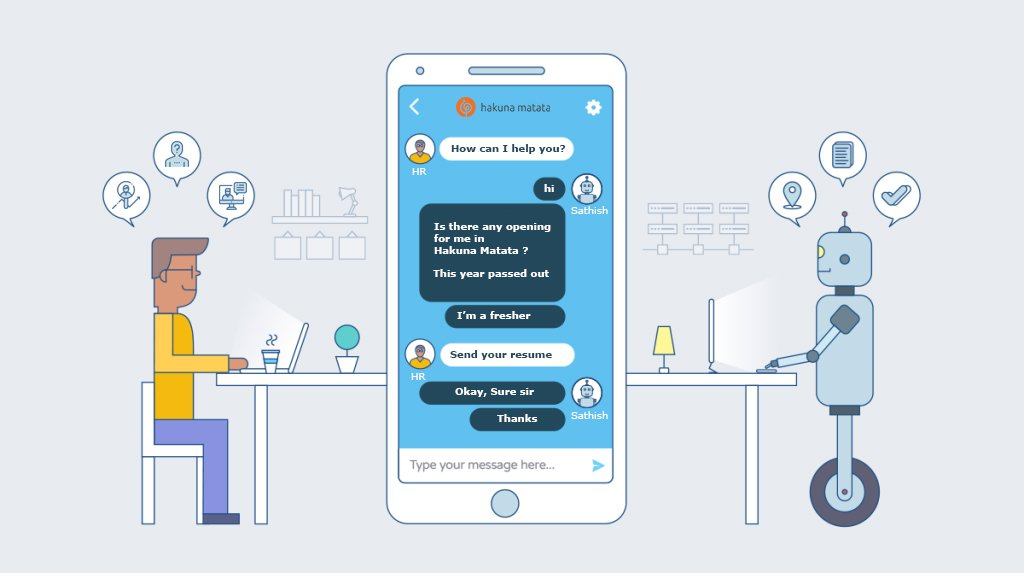 hakuna matata
How can I help you?
HR
hi
Sathish
Is there any opening
for me in
Hakuna Matata ?
This year passed out
I'm a fresher
Send your resume
HR
Okay, Sure sir
Sathish
Thanks
Type your message here...